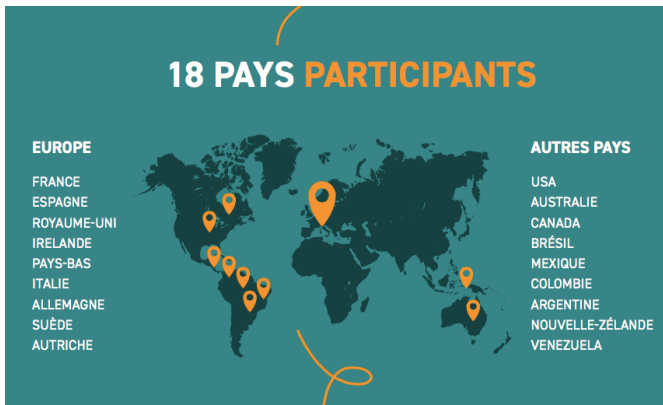 18 PAYS PARTICIPANTS
EUROPE
FRANCE
ESPAGNE
ROYAUME-UNI
IRELANDE
PAYS-BAS
ITALIE
ALLEMAGNE
SUÈDE
AUTRICHE
AUTRES PAYS
USA
AUSTRALIE
CANADA
BRÉSIL
MEXIQUE
COLOMBIE
ARGENTINE
NOUVELLE-ZÉLANDE
VENEZUELA